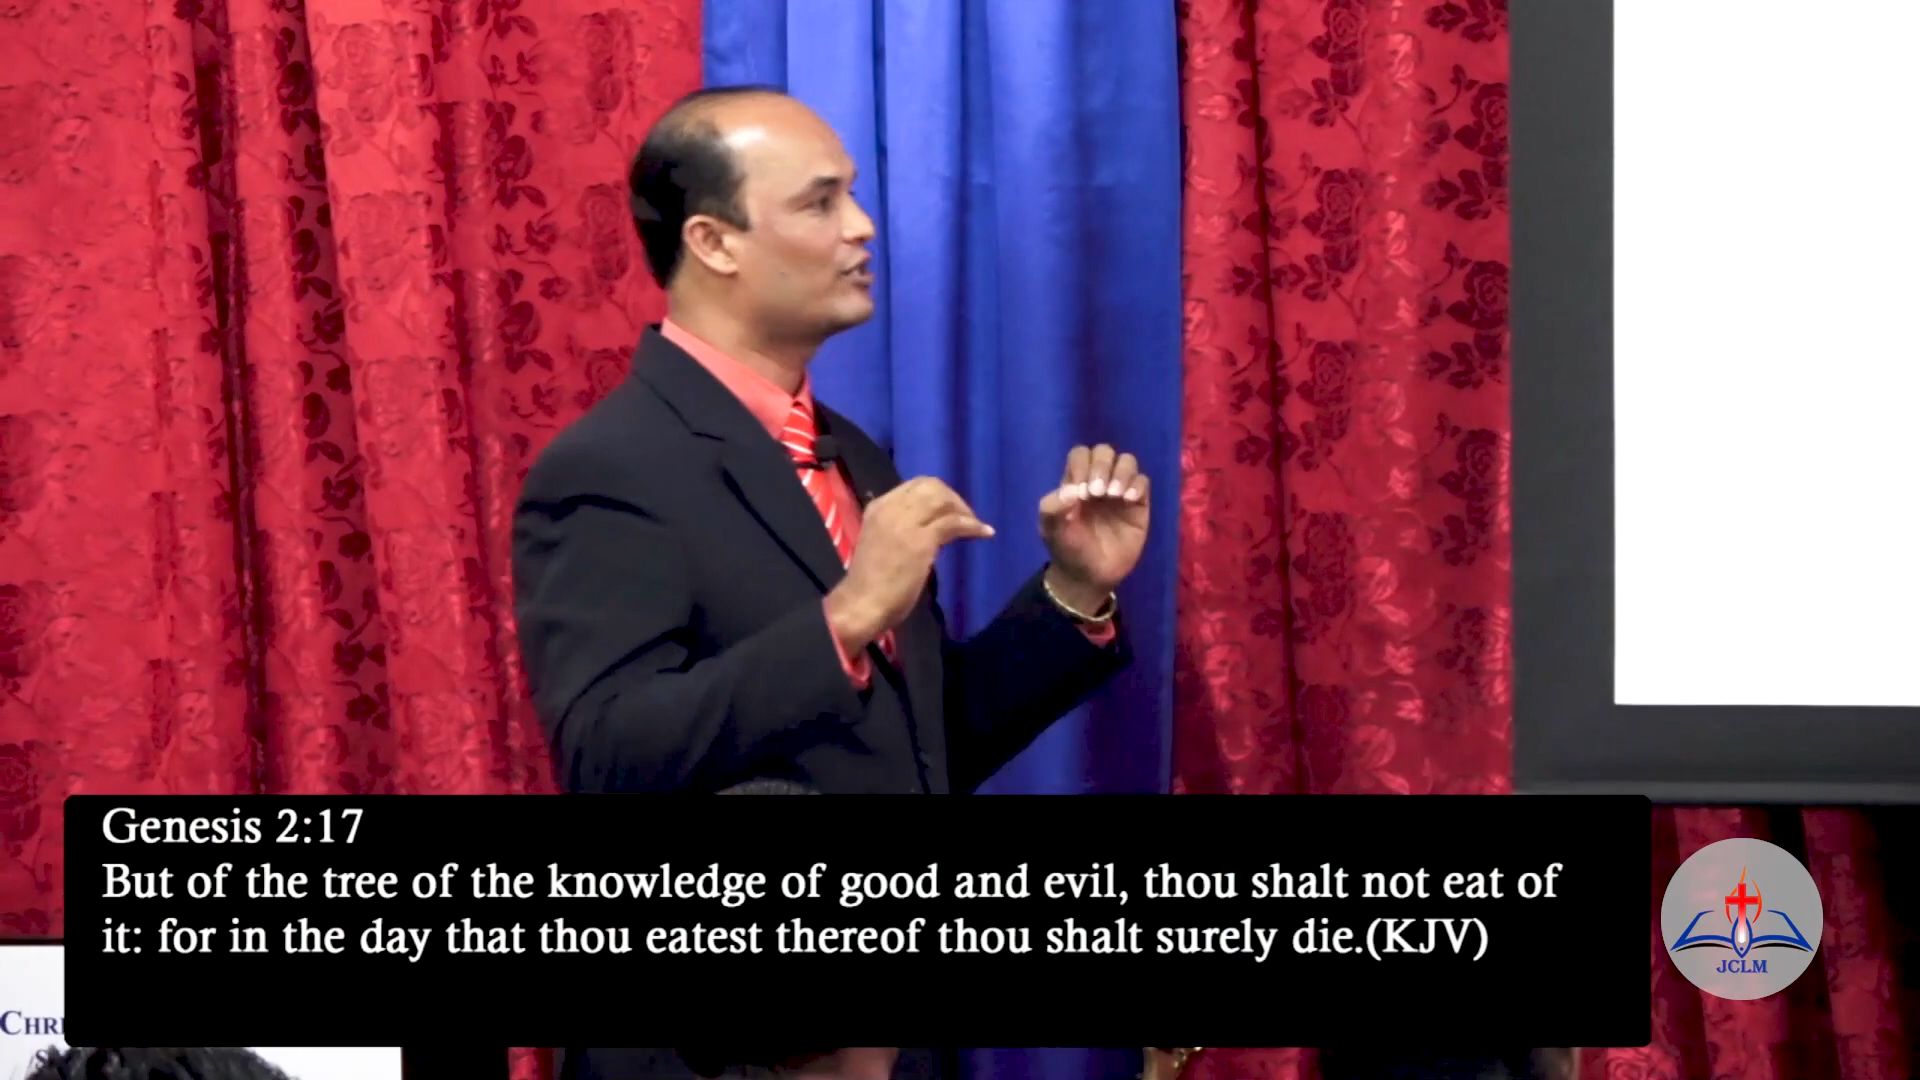 Genesis 2:17
But of the tree of the knowledge of good and evil, thou shalt not eat of
it: for in the day that thou eatest thereof thou shalt surely die.(KJV)
JCLM